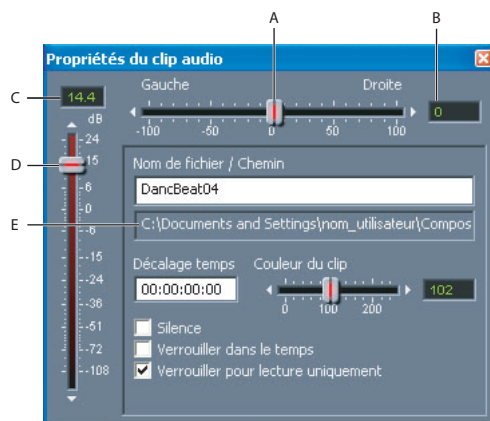 A
B
Propriétés du clip audio
C
14.4
Gauche
Droite
0
dB
-100 -50 0 50 100
24
D
15
6
0
-6
-15
-24
-36
-51
-72
-108
Nom de fichier / Chemin
DancBeat04
E
C:\Documents and Settings\nom_utilisateur\Compos
Décalage temps
Couleur du clip
00:00:00:00
102
0 100 200
Silence
Verrouiller dans le temps
Verrouiller pour lecture uniquement